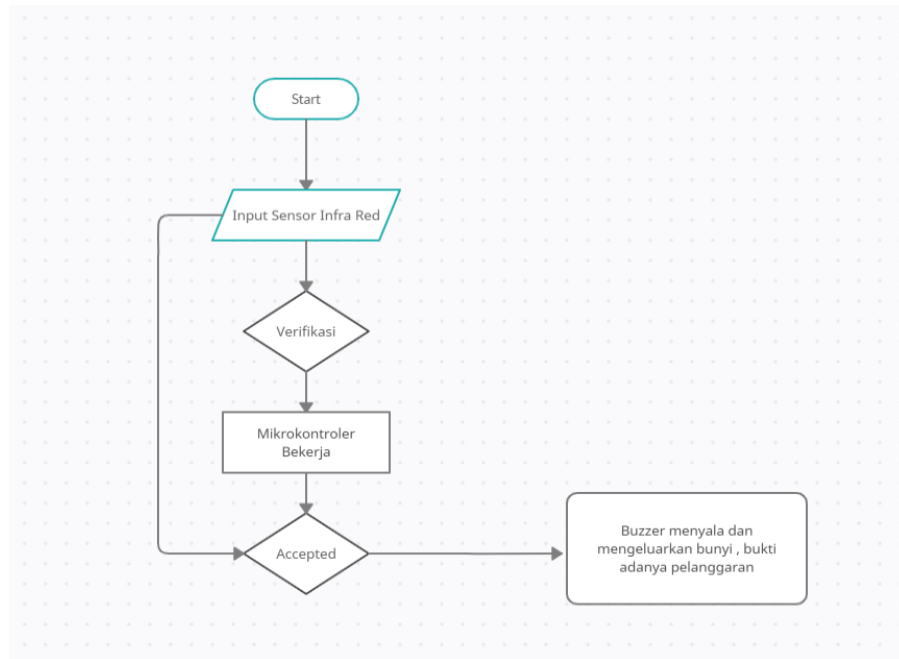 Start
Input Sensor Infra Red
Verifikasi
Mikrokontroler
Bekerja
Accepted
Buzzer menyala dan
mengeluarkan bunyi , bukti
adanya pelanggaran